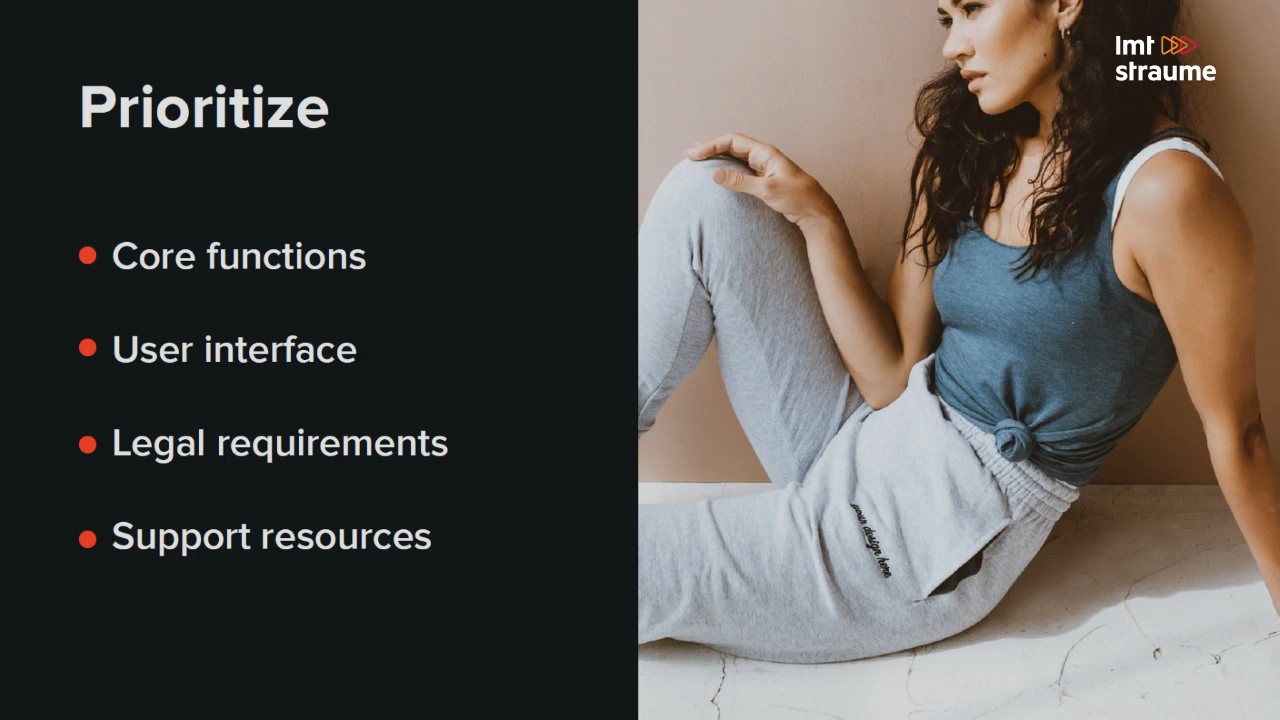 Prioritize
Core functions
User interface
Legal requirements
Support resources
lmt
straume
your design here